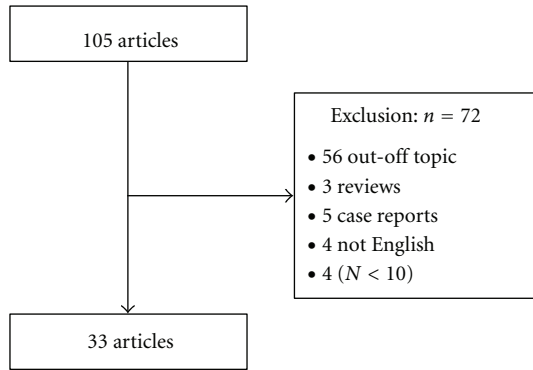 105 articles
Exclusion: n = 72
• 56 out-off topic
• 3 reviews
• 5 case reports
• 4 not English
• 4 (N < 10)
33 articles